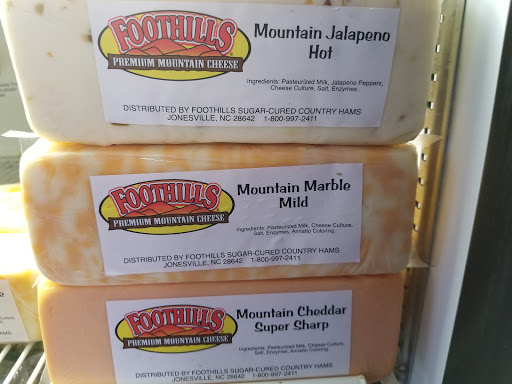 FOOTHILLS
PREMIUM MOUNTAIN CHEESE
Mountain Jalapeno
Hot
Ingredients: Pasteurized Milk, Jalapeno Peppers,
Cheese Culture, Salt, Enzymes.
DISTRIBUTED BY FOOTHILLS SUGAR-CURED COUNTRY HAMS
JONESVILLE, NC 28642 1-800-997-2411
FOOTHILLS
PREMIUM MOUNTAIN CHEESE
Mountain Marble
Mild
Ingredients: Pasteurized Milk, Cheese Culture,
Salt, Enzymes, Annatto Coloring.
DISTRIBUTED BY FOOTHILLS SUGAR-CURED COUNTRY HAMS
JONESVILLE, NC 28642 1-800-997-2411
FOOTHILLS
PREMIUM MOUNTAIN CHEESE
Mountain Cheddar
Super Sharp
Ingredients: Pasteurized Milk, Cheese Culture,
Salt, Enzymes, Annatto Coloring.
DISTRIBUTED BY FOOTHILLS SUGAR-CURED COUNTRY HAMS
JONESVILLE, NC 28642 1-800-997-2411